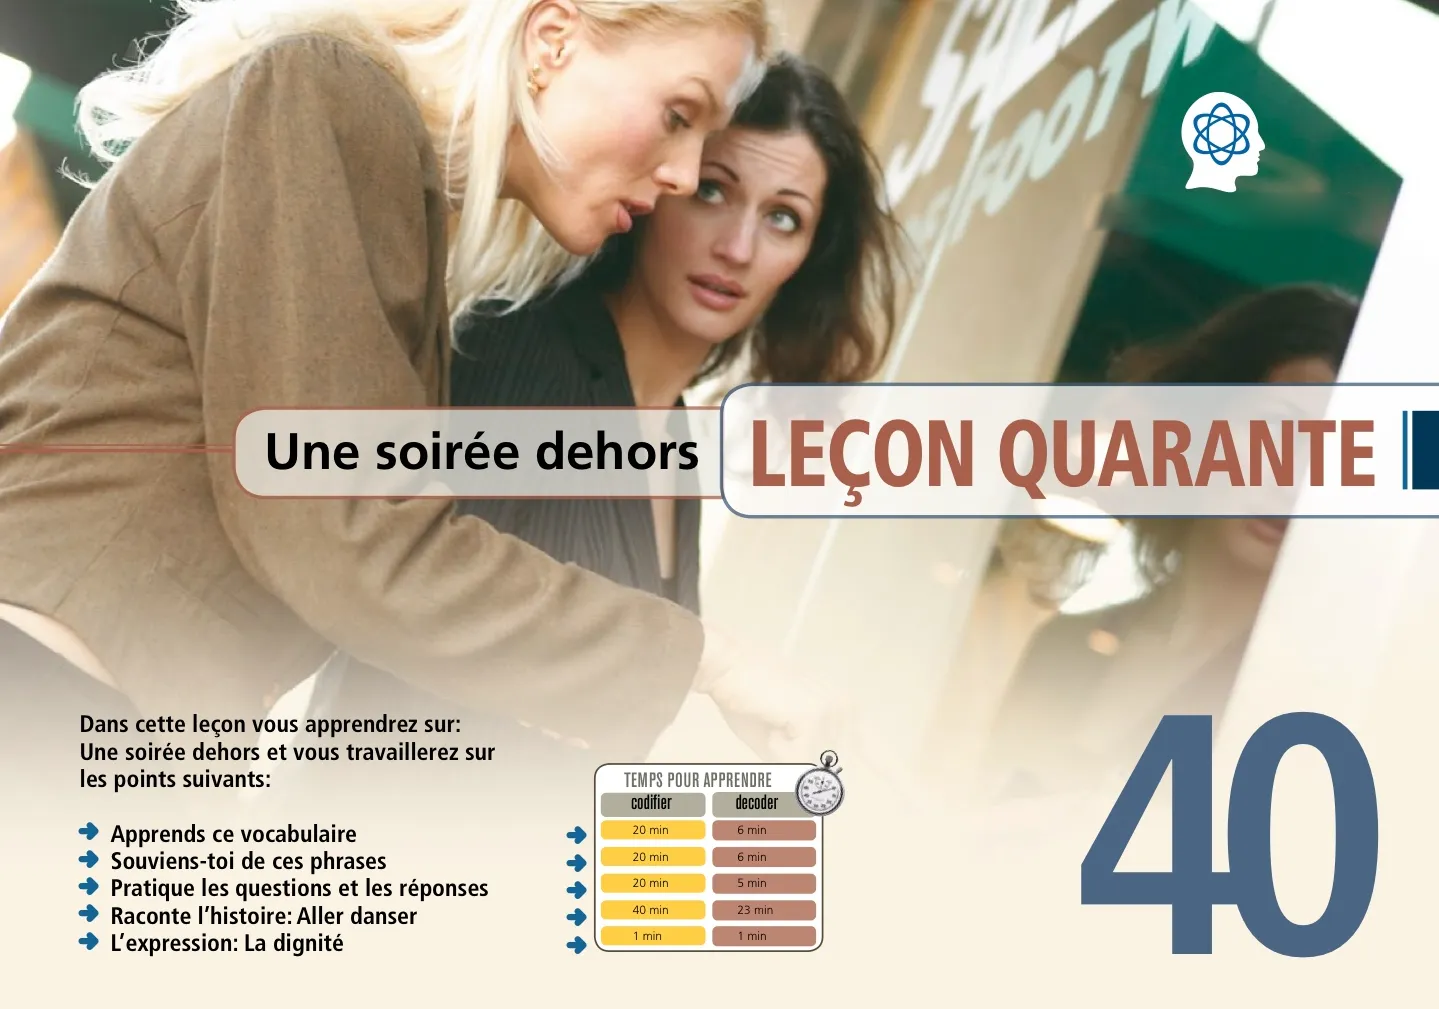 FOOTW
Une soirée dehors
LEÇON QUARANTE
Dans cette leçon vous apprendrez sur:
Une soirée dehors et vous travaillerez sur
les points suivants:
Apprends ce vocabulaire
Souviens-toi de ces phrases
Pratique les questions et les réponses
Raconte l’histoire: Aller danser
L’expression: La dignité
TEMPS POUR APPRENDRE
codifier decoder
20 min 6 min
20 min 6 min
20 min 5 min
40 min 23 min
1 min 1 min
40